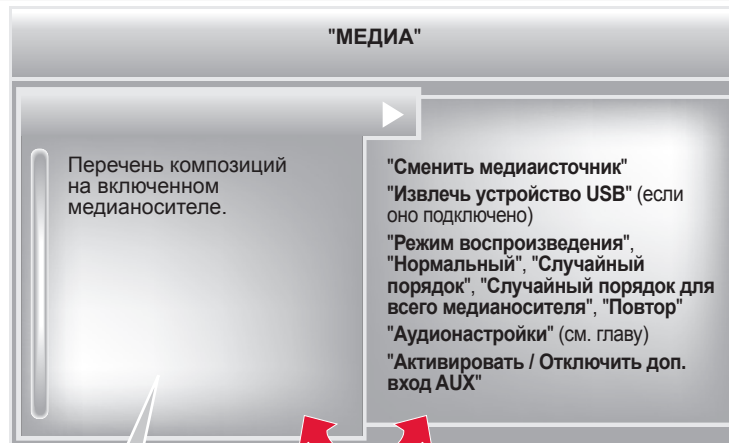 "МЕДИА"
Перечень композиций
на включенном
медианосителе.
"Сменить медиаисточник"
"Извлечь устройство USB" (если
оно подключено)
"Режим воспроизведения",
"Нормальный", "Случайный
порядок", "Случайный порядок для
всего медианосителя", "Повтор"
"Аудионастройки" (см. главу)
"Активировать / Отключить доп.
вход AUX"